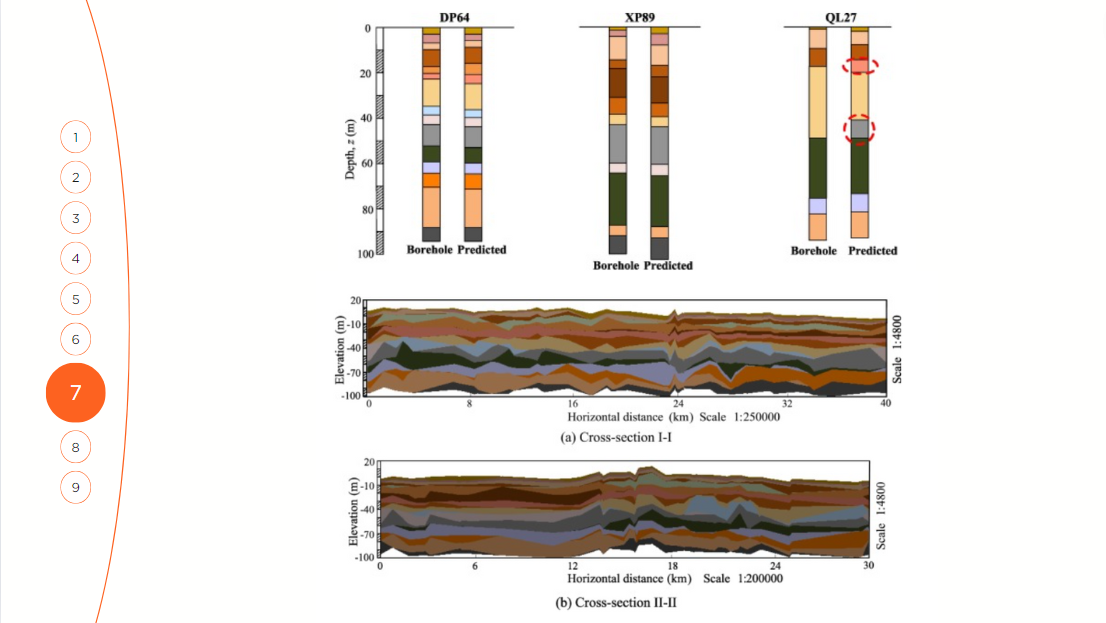 1
2
3
4
5
6
7
8
9
DP64 XP89 QL27
0
20
40
60
80
100
Depth, z (m)
Borehole Predicted
Borehole Predicted
Borehole Predicted
20
-10
-40
-70
-100
Elevation (m)
0 8 16 24 32 40
Scale 1:4800
Horizontal distance (km) Scale 1:250000
(a) Cross-section I-I
20
-10
-40
-70
-100
Elevation (m)
0 6 12 18 24 30
Scale 1:4800
Horizontal distance (km) Scale 1:200000
(b) Cross-section II-II